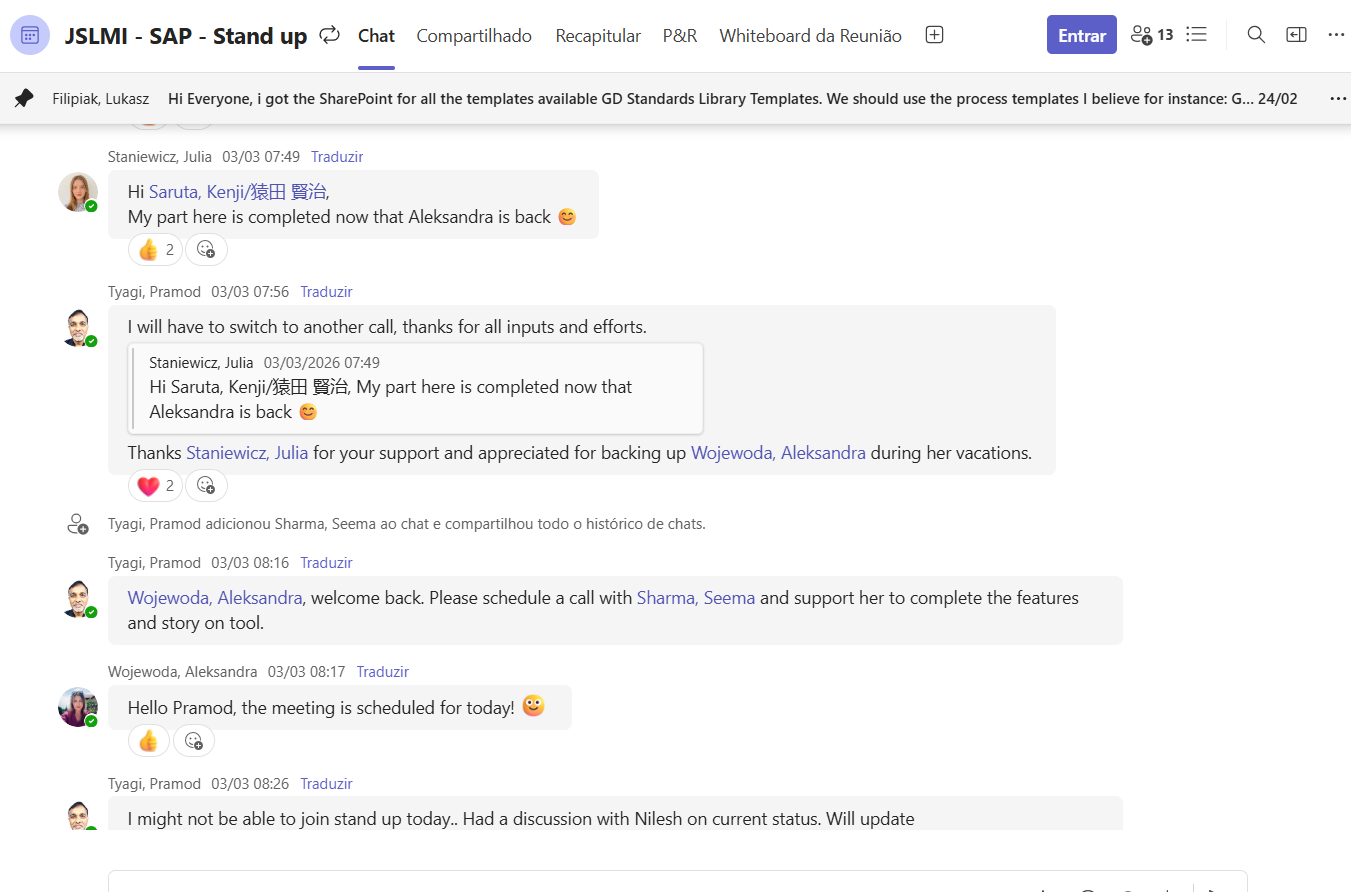 JSLMI - SAP - Stand up
Chat
Compartilhado
Recapitular
P&R
Whiteboard da Reunião
Entrar
13
Filipiak, Lukasz Hi Everyone, i got the SharePoint for all the templates available GD Standards Library Templates. We should use the process templates I believe for instance: G... 24/02
Staniewicz, Julia 03/03 07:49 Traduzir
Hi Saruta, Kenji/猿田 賢治,
My part here is completed now that Aleksandra is back 😊
👍 2
Tyagi, Pramod 03/03 07:56 Traduzir
I will have to switch to another call, thanks for all inputs and efforts.
Staniewicz, Julia 03/03/2026 07:49
Hi Saruta, Kenji/猿田 賢治, My part here is completed now that
Aleksandra is back 😊
Thanks Staniewicz, Julia for your support and appreciated for backing up Wojewoda, Aleksandra during her vacations.
❤️ 2
Tyagi, Pramod adicionou Sharma, Seema ao chat e compartilhou todo o histórico de chats.
Tyagi, Pramod 03/03 08:16 Traduzir
Wojewoda, Aleksandra, welcome back. Please schedule a call with Sharma, Seema and support her to complete the features
and story on tool.
Wojewoda, Aleksandra 03/03 08:17 Traduzir
Hello Pramod, the meeting is scheduled for today!
Tyagi, Pramod 03/03 08:26 Traduzir
I might not be able to join stand up today.. Had a discussion with Nilesh on current status. Will update